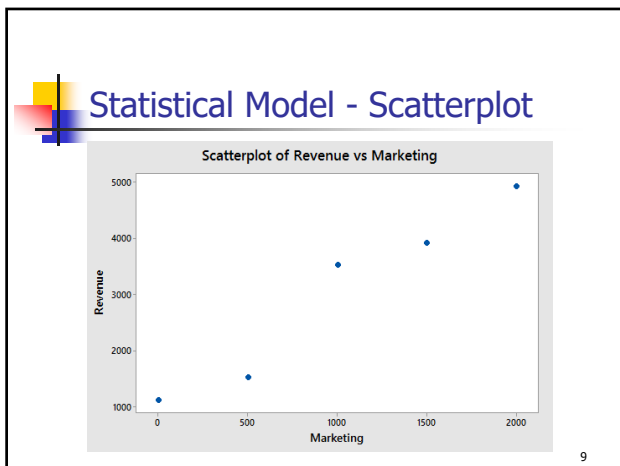 Statistical Model - Scatterplot
Scatterplot of Revenue vs Marketing
5000
4000
3000
2000
1000
Revenue
0 500 1000 1500 2000
Marketing
9